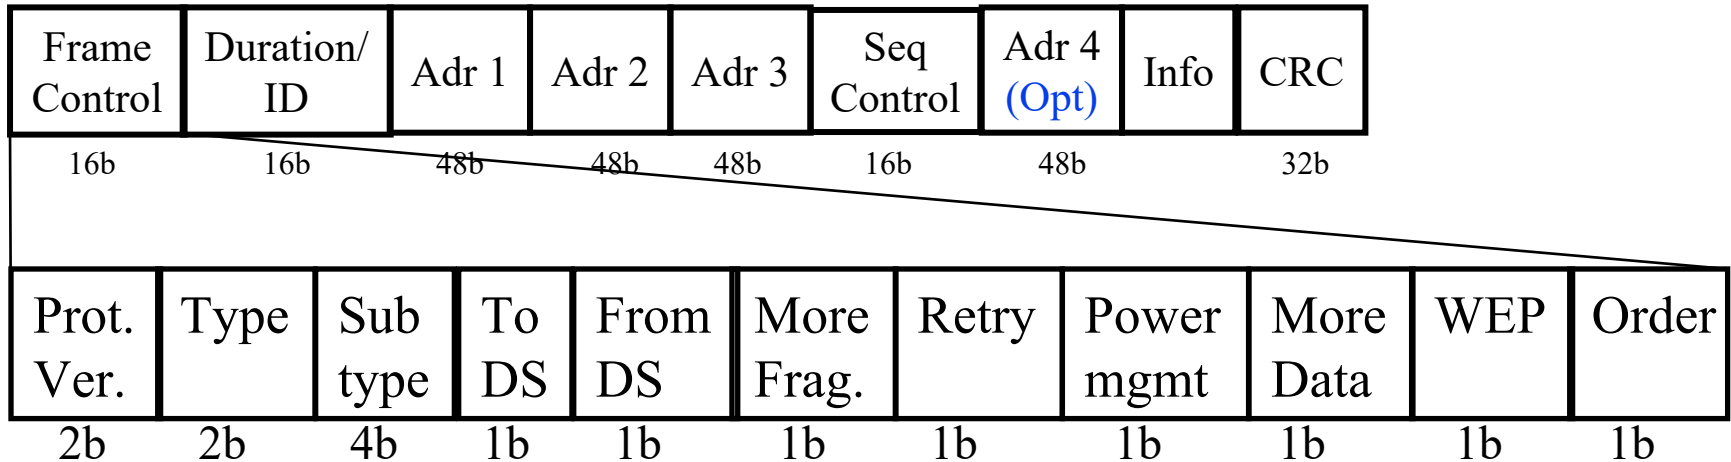 Frame
Control
Duration/
ID
Adr 1
Adr 2
Adr 3
Seq
Control
Adr 4
(Opt)
Info
CRC
16b
16b
48b
48b
48b
16b
48b
32b
Prot.
Ver.
Type
Sub
type
To
DS
From
DS
More
Frag.
Retry
Power
mgmt
More
Data
WEP
Order
2b
2b
4b
1b
1b
1b
1b
1b
1b
1b
1b